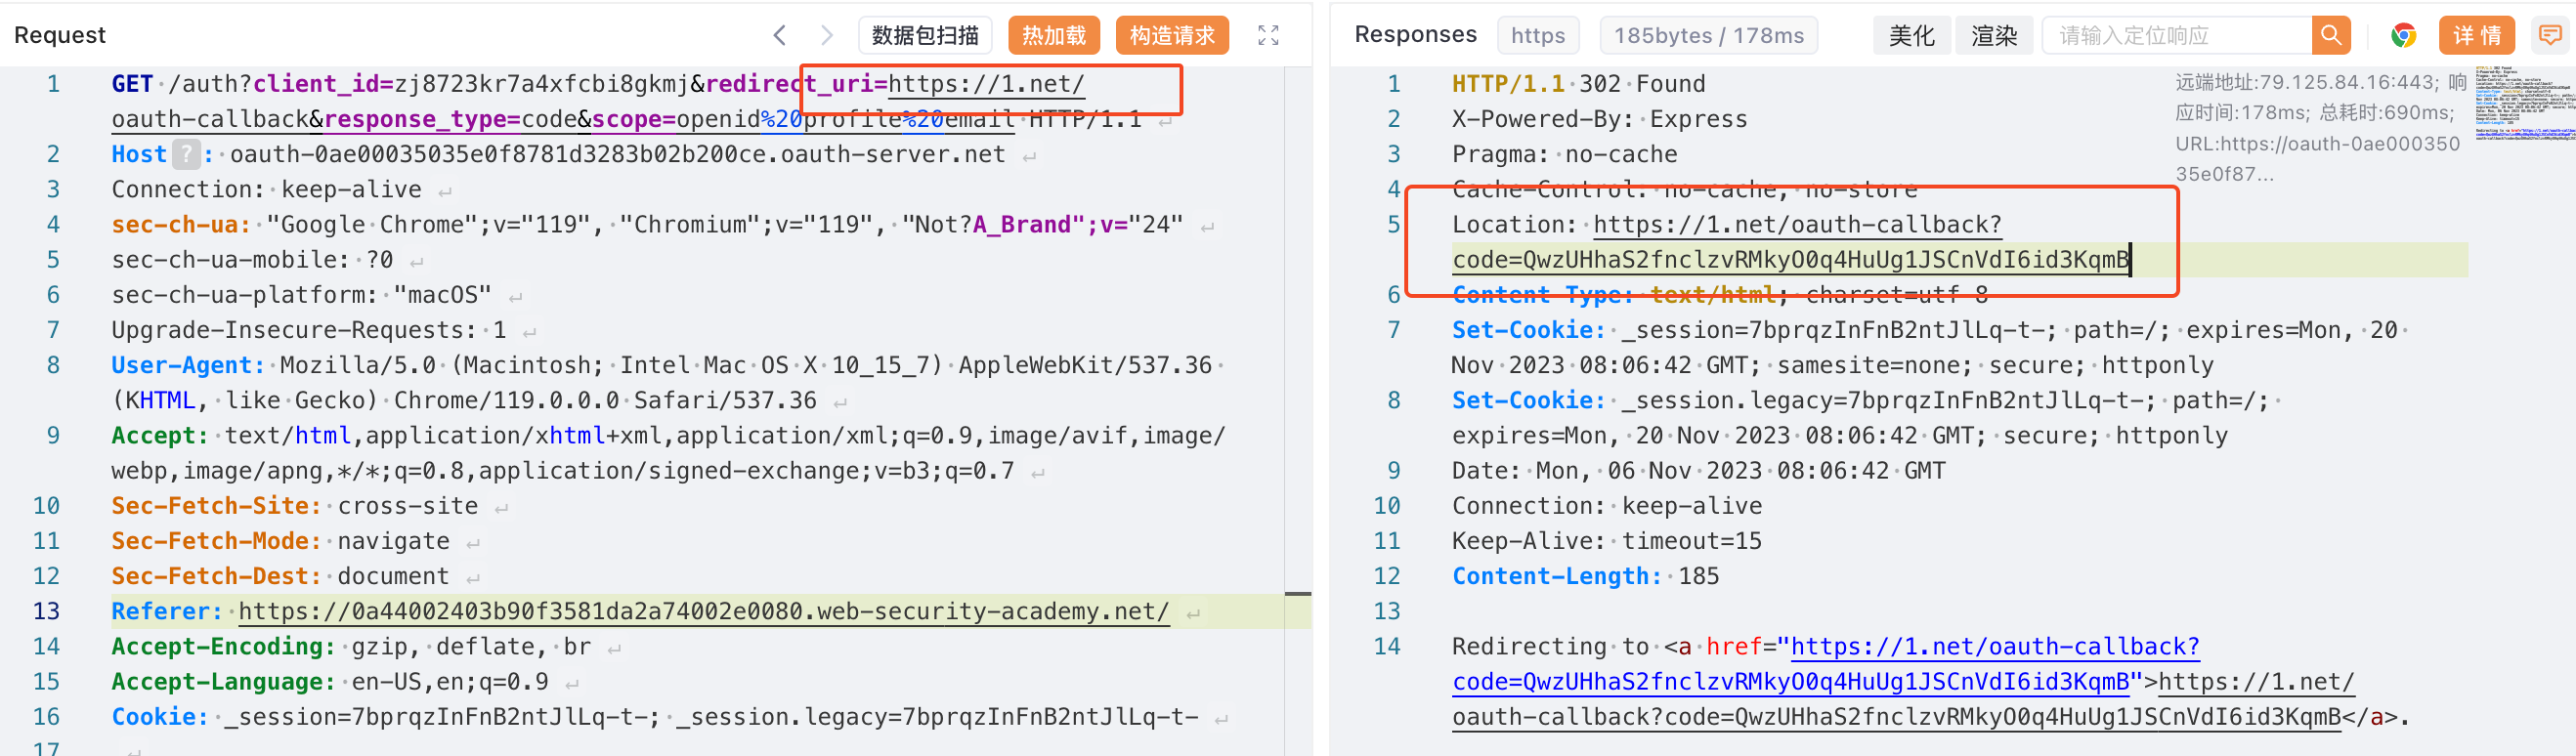 Request
数据包扫描
热加载
构造请求
1 GET /auth?client_id=zj8723kr7a4xfcbi8gkmj&redirect_uri=https://1.net/
oauth-callback&response_type=code&scope=openid%20profile%20email HTTP/1.1
2 Host ? : oauth-0ae00035035e0f8781d3283b02b200ce.oauth-server.net
3 Connection: keep-alive
4 sec-ch-ua: "Google Chrome";v="119", "Chromium";v="119", "Not?A_Brand";v="24"
5 sec-ch-ua-mobile: ?0
6 sec-ch-ua-platform: "macOS"
7 Upgrade-Insecure-Requests: 1
8 User-Agent: Mozilla/5.0 (Macintosh; Intel Mac OS X 10_15_7) AppleWebKit/537.36
(KHTML, like Gecko) Chrome/119.0.0.0 Safari/537.36
9 Accept: text/html,application/xhtml+xml,application/xml;q=0.9,image/avif,image/
webp,image/apng,*/*;q=0.8,application/signed-exchange;v=b3;q=0.7
10 Sec-Fetch-Site: cross-site
11 Sec-Fetch-Mode: navigate
12 Sec-Fetch-Dest: document
13 Referer: https://0a44002403b90f3581da2a74002e0080.web-security-academy.net/
14 Accept-Encoding: gzip, deflate, br
15 Accept-Language: en-US,en;q=0.9
16 Cookie: _session=7bprqzInFnB2ntJlLq-t-; _session.legacy=7bprqzInFnB2ntJlLq-t-
17
Responses
https
185bytes / 178ms
美化
渲染
请输入定位响应
详情
1 HTTP/1.1 302 Found
2 X-Powered-By: Express
3 Pragma: no-cache
4 Cache-Control: no-cache, no-store
5 Location: https://1.net/oauth-callback?
code=QwzUHhaS2fnclzvRMkyO0q4HuUg1JSCnVdI6id3KqmB
6 Content-Type: text/html; charset=utf-8
7 Set-Cookie: _session=7bprqzInFnB2ntJlLq-t-; path=/; expires=Mon, 20
Nov 2023 08:06:42 GMT; samesite=none; secure; httponly
8 Set-Cookie: _session.legacy=7bprqzInFnB2ntJlLq-t-; path=/;
expires=Mon, 20 Nov 2023 08:06:42 GMT; secure; httponly
9 Date: Mon, 06 Nov 2023 08:06:42 GMT
10 Connection: keep-alive
11 Keep-Alive: timeout=15
12 Content-Length: 185
13
14 Redirecting to <a href="https://1.net/oauth-callback?
code=QwzUHhaS2fnclzvRMkyO0q4HuUg1JSCnVdI6id3KqmB">https://1.net/
oauth-callback?code=QwzUHhaS2fnclzvRMkyO0q4HuUg1JSCnVdI6id3KqmB</a>.
远端地址:79.125.84.16:443; 响
应时间:178ms; 总耗时:690ms;
URL:https://oauth-0ae000350
35e0f87...